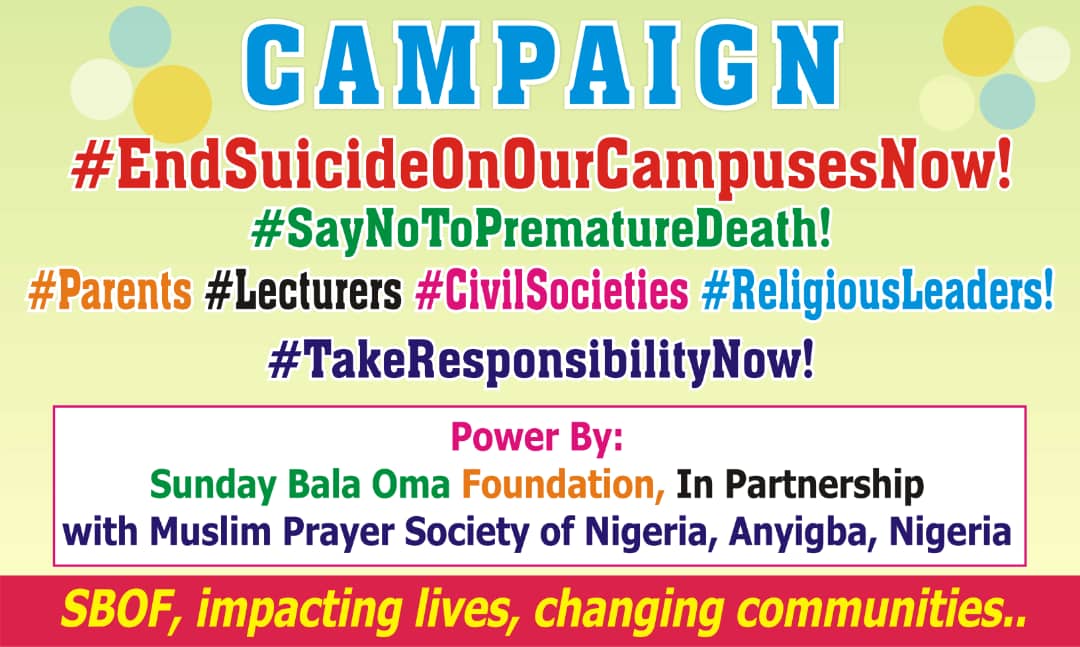 CAMPAIGN
#EndSuicideOnOurCampusesNow!
#SayNoToPrematureDeath!
#Parents #Lecturers #CivilSocieties #ReligiousLeaders!
#TakeResponsibilityNow!
Power By:
Sunday Bala Oma Foundation, In Partnership
with Muslim Prayer Society of Nigeria, Anyigba, Nigeria
SBOF, impacting lives, changing communities..